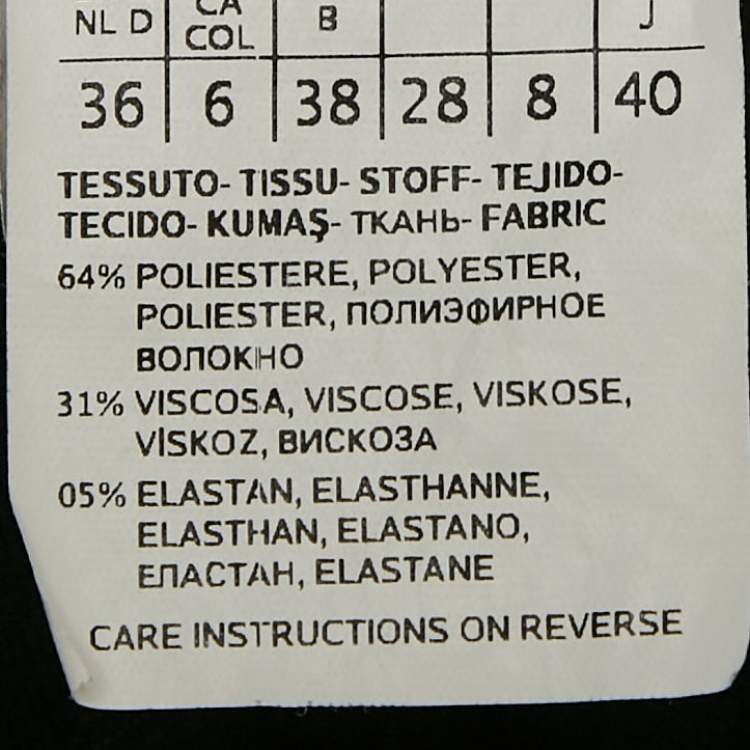 NL D CA B J
COL
36 6 38 28 8 40
TESSUTO- TISSU- STOFF- TEJIDO-
TECIDO- KUMAŞ- ТКАНЬ- FABRIC
64% POLIESTERE, POLYESTER,
POLIESTER, ПОЛИЭФИРНОЕ
ВОЛОКНО
31% VISCOSA, VISCOSE, VISKOSE,
VİSKOZ, ВИСКОЗА
05% ELASTAN, ELASTHANNE,
ELASTHAN, ELASTANO,
ЕПАСТАН, ELASTANE
CARE INSTRUCTIONS ON REVERSE